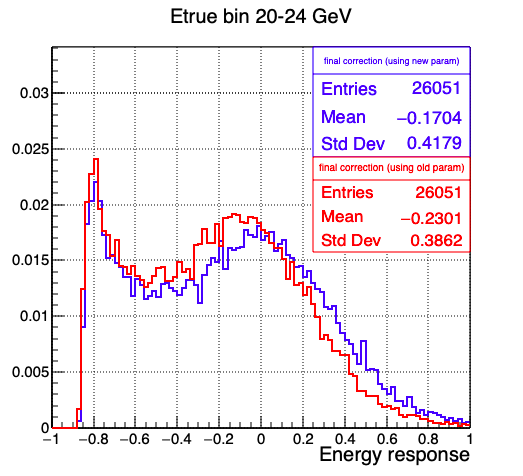 Etrue bin 20-24 GeV
final correction (using new param)
Entries 26051
Mean −0.1704
Std Dev 0.4179
final correction (using old param)
Entries 26051
Mean −0.2301
Std Dev 0.3862
0.03
0.025
0.02
0.015
0.01
0.005
0
−1 −0.8 −0.6 −0.4 −0.2 0 0.2 0.4 0.6 0.8 1
Energy response